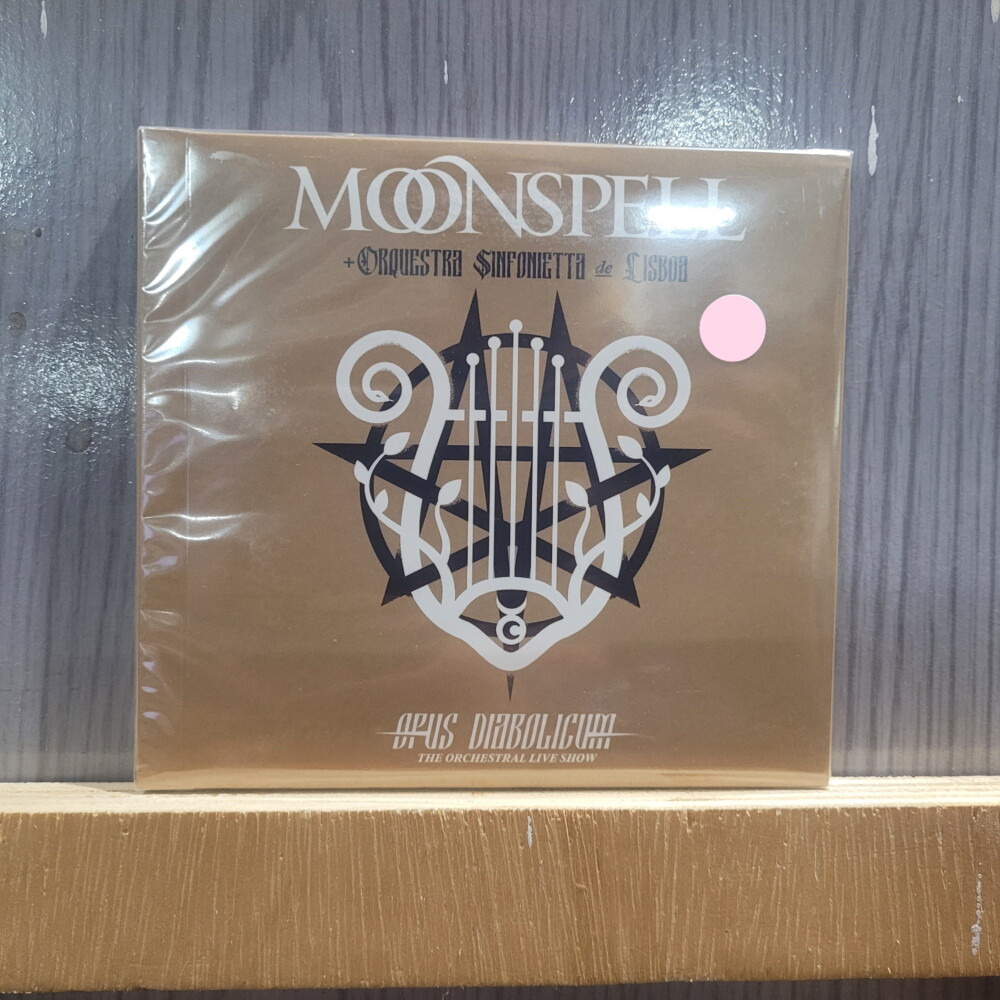 MOONSPELL
+ORQUESTRA SINFONIETTA de LISBOA
OPUS DIABOLICUM
THE ORCHESTRAL LIVE SHOW